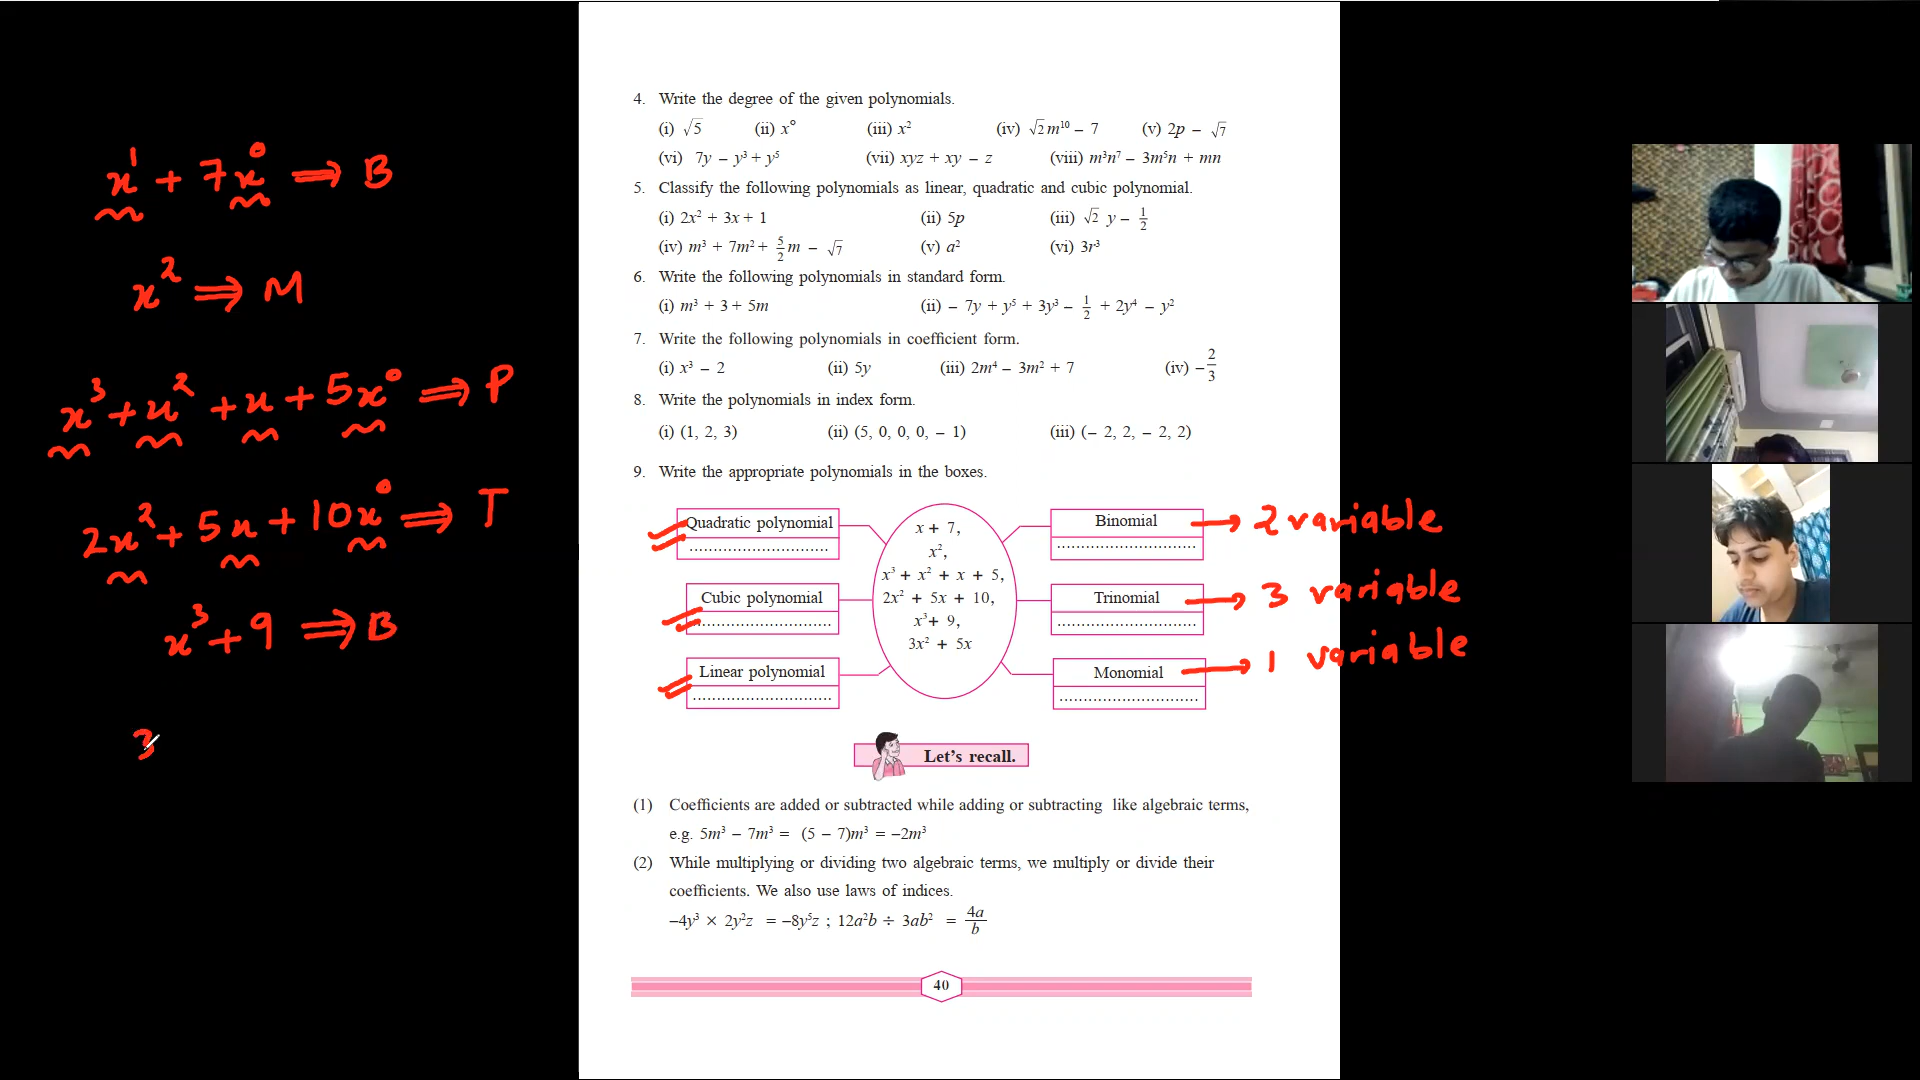 x¹ + 7x⁰ ⇒ B
x² ⇒ M
x³ + x² + x + 5x⁰ ⇒ P
2x² + 5x + 10x⁰ ⇒ T
x³ + 9 ⇒ B
3
4. Write the degree of the given polynomials.
(i) √5 (ii) x° (iii) x² (iv) √2 m¹⁰ – 7 (v) 2p – √7
(vi) 7y – y³ + y⁵ (vii) xyz + xy – z (viii) m³n⁷ – 3m⁵n + mn
5. Classify the following polynomials as linear, quadratic and cubic polynomial.
(i) 2x² + 3x + 1 (ii) 5p (iii) √2 y – 1/2
(iv) m³ + 7m² + 5/2 m – √7 (v) a² (vi) 3r³
6. Write the following polynomials in standard form.
(i) m³ + 3 + 5m (ii) – 7y + y⁵ + 3y³ – 1/2 + 2y⁴ – y²
7. Write the following polynomials in coefficient form.
(i) x³ – 2 (ii) 5y (iii) 2m⁴ – 3m² + 7 (iv) –2/3
8. Write the polynomials in index form.
(i) (1, 2, 3) (ii) (5, 0, 0, 0, – 1) (iii) (– 2, 2, – 2, 2)
9. Write the appropriate polynomials in the boxes.
Quadratic polynomial
.............................
Cubic polynomial
.............................
Linear polynomial
.............................
x + 7,
x²,
x³ + x² + x + 5,
2x² + 5x + 10,
x³ + 9,
3x² + 5x
Binomial → 2 variable
.............................
Trinomial → 3 variable
.............................
Monomial → 1 variable
.............................
Let's recall.
(1) Coefficients are added or subtracted while adding or subtracting like algebraic terms,
e.g. 5m³ – 7m³ = (5 – 7)m³ = –2m³
(2) While multiplying or dividing two algebraic terms, we multiply or divide their
coefficients. We also use laws of indices.
–4y³ × 2y²z = –8y⁵z ; 12a²b ÷ 3ab² = 4a/b
40